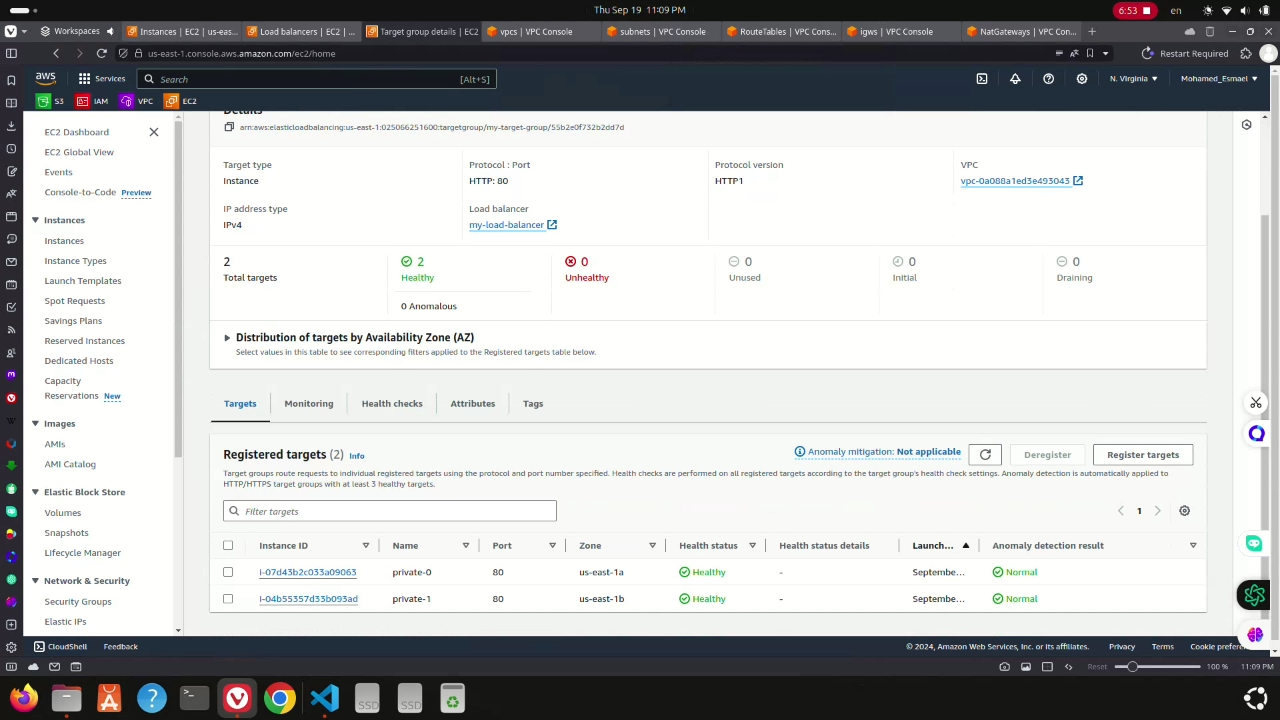 Thu Sep 19 11:09 PM
6:53
en
Workspaces
Instances | EC2 | us-eas...
Load balancers | EC2 | ...
Target group details | EC2
vpcs | VPC Console
subnets | VPC Console
RouteTables | VPC Cons...
igws | VPC Console
NatGateways | VPC Con...
us-east-1.console.aws.amazon.com/ec2/home
Restart Required
aws
Services
Search
[Alt+S]
N. Virginia
Mohamed_Esmael
S3
IAM
VPC
EC2
EC2 Dashboard
EC2 Global View
Events
Console-to-Code Preview
Instances
Instances
Instance Types
Launch Templates
Spot Requests
Savings Plans
Reserved Instances
Dedicated Hosts
Capacity
Reservations New
Images
AMIs
AMI Catalog
Elastic Block Store
Volumes
Snapshots
Lifecycle Manager
Network & Security
Security Groups
Elastic IPs
Details
arn:aws:elasticloadbalancing:us-east-1:025066251600:targetgroup/my-target-group/55b2e0f732b2dd7d
Target type
Instance
Protocol : Port
HTTP: 80
Protocol version
HTTP1
VPC
vpc-0a088a1ed3e493043
IP address type
IPv4
Load balancer
my-load-balancer
2
Total targets
2
Healthy
0 Anomalous
0
Unhealthy
0
Unused
0
Initial
0
Draining
Distribution of targets by Availability Zone (AZ)
Select values in this table to see corresponding filters applied to the Registered targets table below.
Targets
Monitoring
Health checks
Attributes
Tags
Registered targets (2) Info
Anomaly mitigation: Not applicable
Deregister
Register targets
Target groups route requests to individual registered targets using the protocol and port number specified. Health checks are performed on all registered targets according to the target group's health check settings. Anomaly detection is automatically applied to
HTTP/HTTPS target groups with at least 3 healthy targets.
Filter targets
1
Instance ID Name Port Zone Health status Health status details Launch... Anomaly detection result
i-07d43b2c033a09063 private-0 80 us-east-1a Healthy - Septembe... Normal
i-04b55357d33b093ad private-1 80 us-east-1b Healthy - Septembe... Normal
CloudShell
Feedback
© 2024, Amazon Web Services, Inc. or its affiliates.
Privacy
Terms
Cookie prefere
Reset
100 %
11:09 PM
SSD
SSD